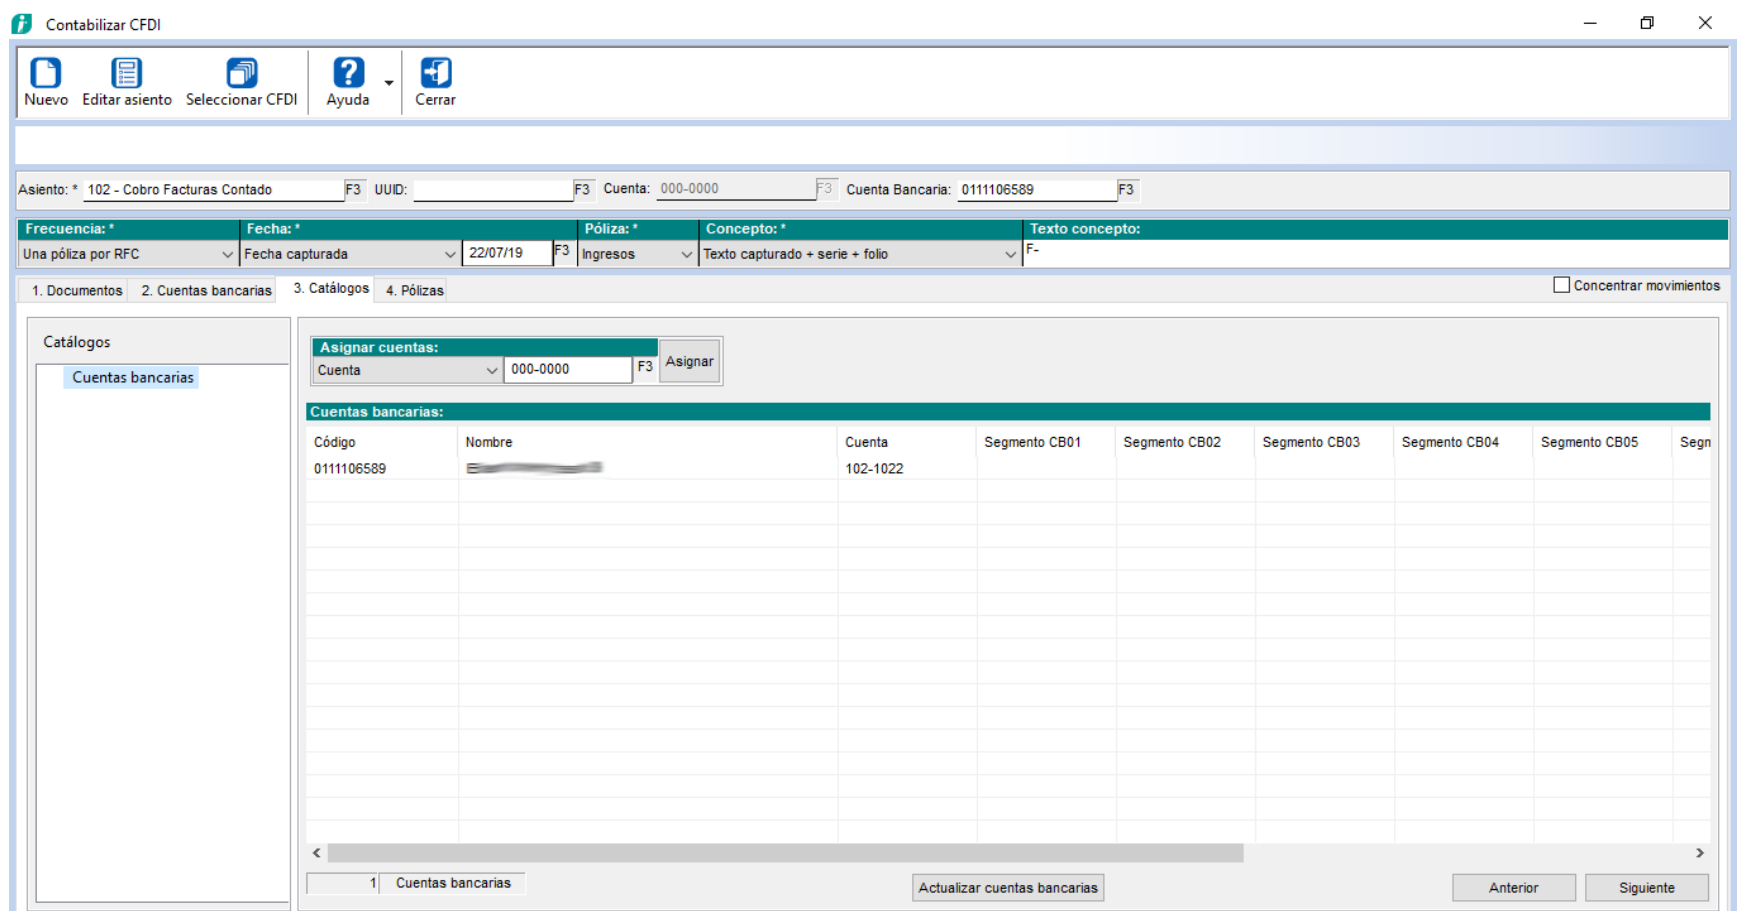 Contabilizar CFDI
Nuevo Editar asiento Seleccionar CFDI Ayuda Cerrar
Asiento: * 102 - Cobro Facturas Contado F3 UUID: F3 Cuenta: 000-0000 F3 Cuenta Bancaria: 0111106589 F3
Frecuencia: * Fecha: * Póliza: * Concepto: * Texto concepto:
Una póliza por RFC Fecha capturada 22/07/19 F3 Ingresos Texto capturado + serie + folio F-
1. Documentos 2. Cuentas bancarias 3. Catálogos 4. Pólizas Concentrar movimientos
Catálogos
Cuentas bancarias
Asignar cuentas:
Cuenta 000-0000 F3 Asignar
Cuentas bancarias:
Código Nombre Cuenta Segmento CB01 Segmento CB02 Segmento CB03 Segmento CB04 Segmento CB05 Segn
0111106589 102-1022
1 Cuentas bancarias Actualizar cuentas bancarias Anterior Siguiente